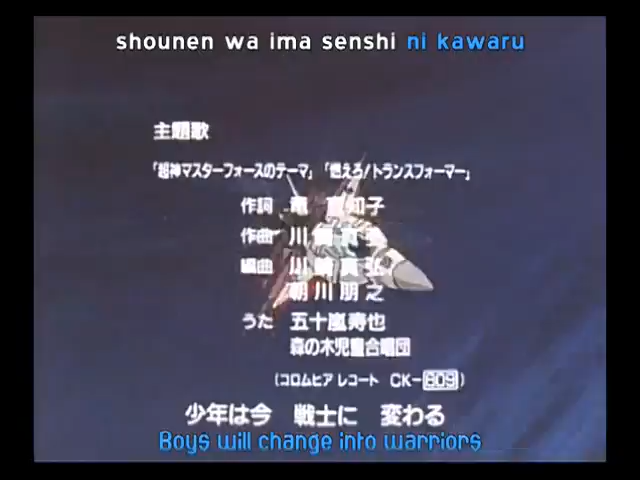 shounen wa ima senshi ni kawaru
主題歌
「超神マスターフォースのテーマ」「燃えろ!トランスフォーマー」
作詞 竜 真知子
作曲 川崎真弘
編曲 川崎真弘
朝川朋之
うた 五十嵐寿也
森の木児童合唱団
(コロムビア レコード CK-809)
少年は今 戦士に 変わる
Boys will change into warriors